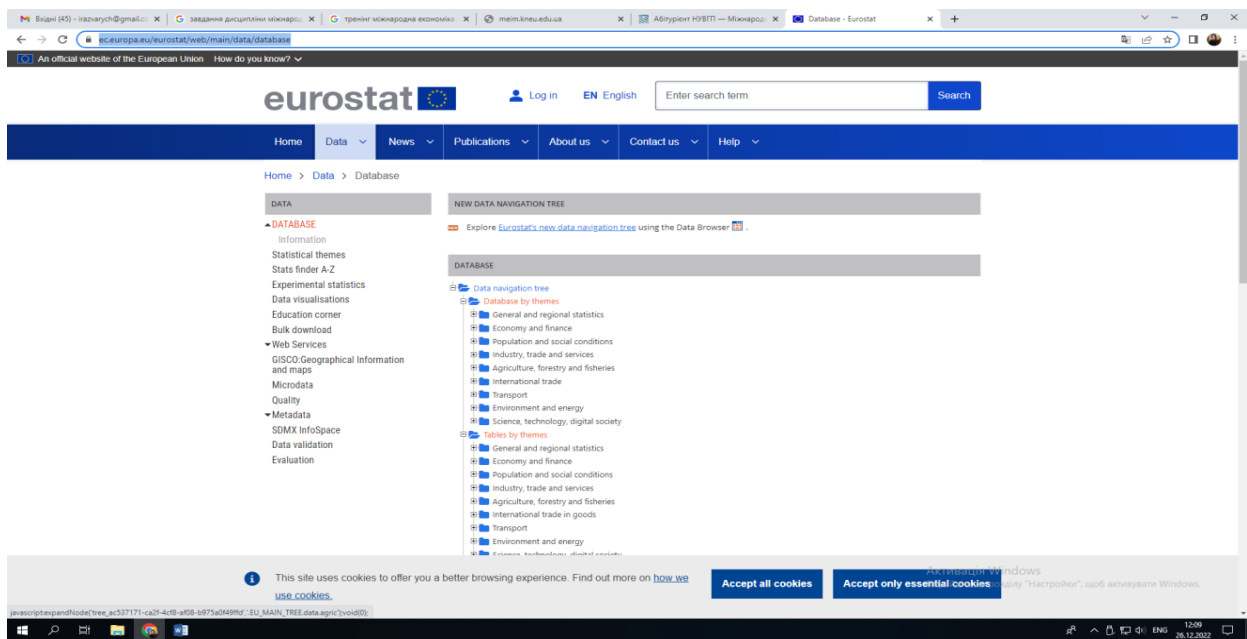 Вхідні (45) - irazvarych@gmail.c
завдання дисципліни міжнарод
тренінг міжнародна економіка
meim.kneu.edu.ua
Абітурієнт НУВГП — Міжнарод
Database - Eurostat
ec.europa.eu/eurostat/web/main/data/database
An official website of the European Union How do you know?
eurostat
Log in
EN English
Enter search term
Search
Home Data News Publications About us Contact us Help
Home > Data > Database
DATA
DATABASE
Information
Statistical themes
Stats finder A-Z
Experimental statistics
Data visualisations
Education corner
Bulk download
Web Services
GISCO:Geographical Information
and maps
Microdata
Quality
Metadata
SDMX InfoSpace
Data validation
Evaluation
NEW DATA NAVIGATION TREE
Explore Eurostat's new data navigation tree using the Data Browser .
DATABASE
Data navigation tree
Database by themes
General and regional statistics
Economy and finance
Population and social conditions
Industry, trade and services
Agriculture, forestry and fisheries
International trade
Transport
Environment and energy
Science, technology, digital society
Tables by themes
General and regional statistics
Economy and finance
Population and social conditions
Industry, trade and services
Agriculture, forestry and fisheries
International trade in goods
Transport
Environment and energy
Science, technology, digital society
This site uses cookies to offer you a better browsing experience. Find out more on how we
use cookies.
Accept all cookies
Accept only essential cookies
Активація Windows
"Настройки", щоб активувати Windows.
javascript:expandNode('tree_ac537171-ca2f-4cf8-af08-b975a0f49ffd','.EU_MAIN_TREE.data.agric');void(0);
ENG
12:09
26.12.2022